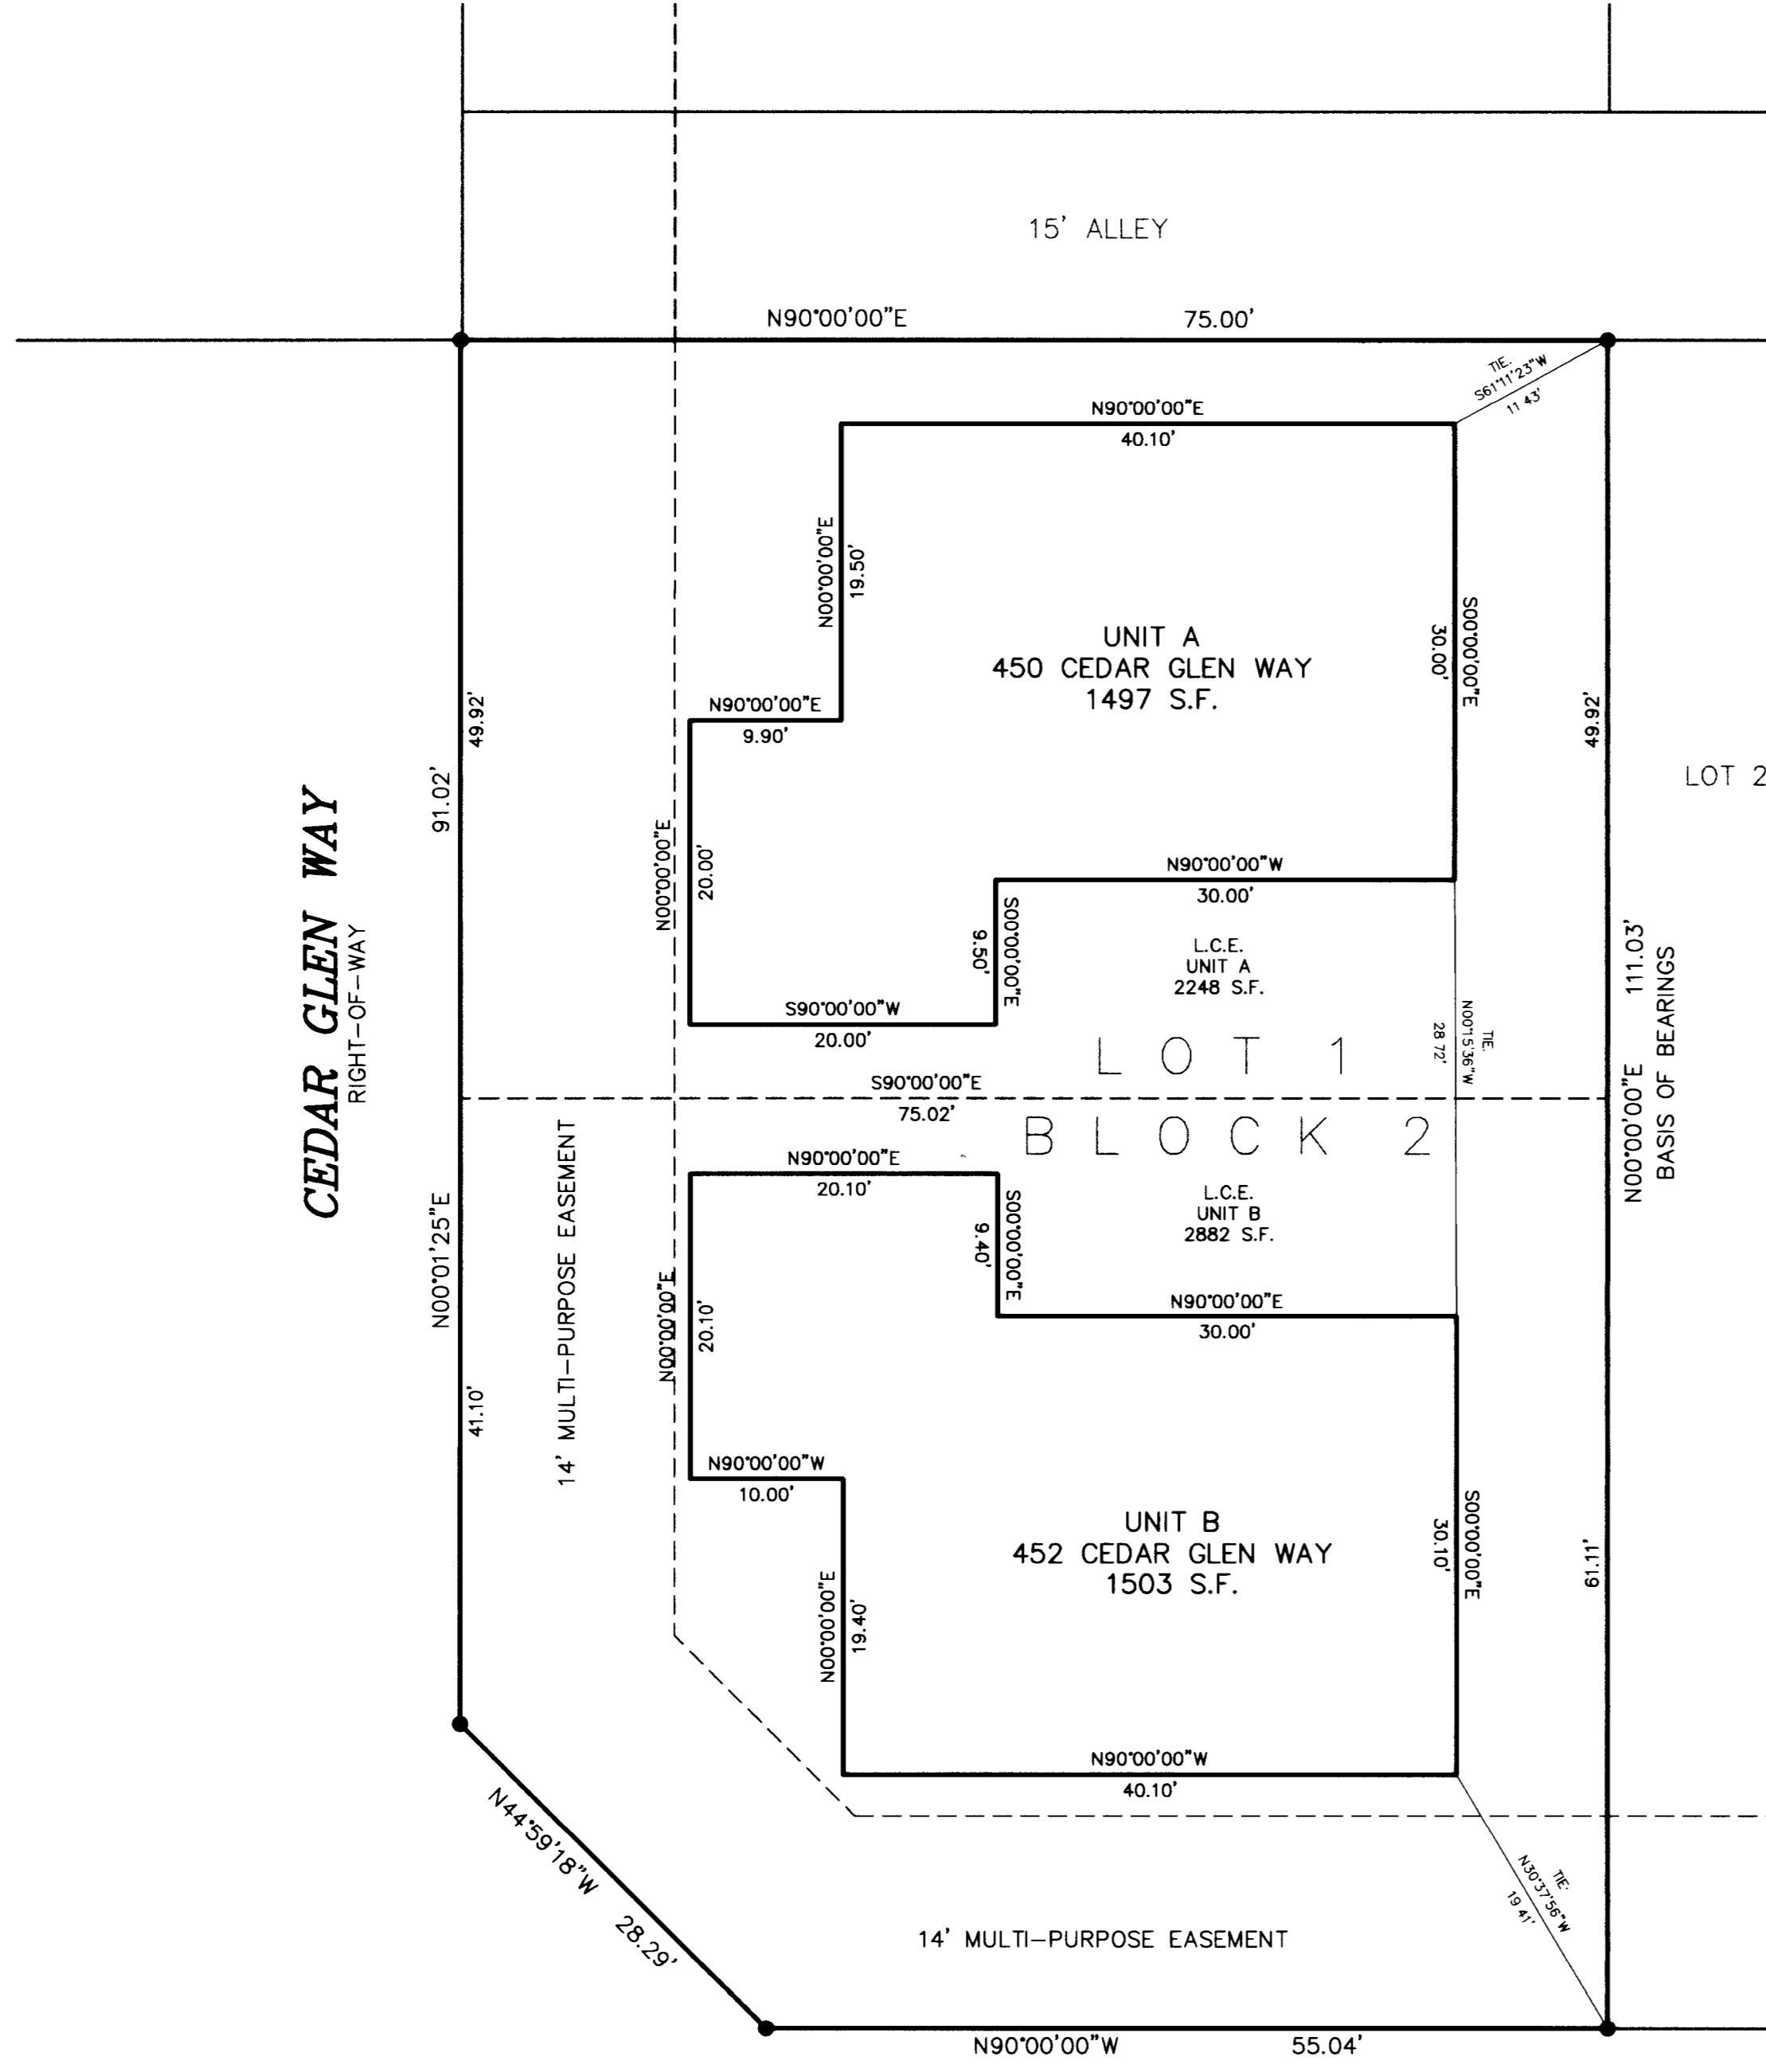 15' ALLEY
N90°00'00"E 75.00'
TIE:
S61°11'23"W
11.43'
N90°00'00"E
40.10'
N00°00'00"E
19.50'
UNIT A
450 CEDAR GLEN WAY
1497 S.F.
S00°00'00"E
30.00'
N90°00'00"E
9.90'
49.92'
49.92'
LOT 2
91.02'
CEDAR GLEN WAY
RIGHT-OF-WAY
N00°00'00"E
20.00'
N90°00'00"W
30.00'
S00°00'00"E
9.50'
L.C.E.
UNIT A
2248 S.F.
S90°00'00"W
20.00'
TIE:
N00°15'36"W
28.72'
LOT 1
S90°00'00"E
75.02'
BLOCK 2
N00°00'00"E 111.03'
BASIS OF BEARINGS
N90°00'00"E
20.10'
S00°00'00"E
9.40'
L.C.E.
UNIT B
2882 S.F.
N00°01'25"E
14' MULTI-PURPOSE EASEMENT
N00°00'00"E
20.10'
N90°00'00"E
30.00'
41.10'
N90°00'00"W
10.00'
UNIT B
452 CEDAR GLEN WAY
1503 S.F.
S00°00'00"E
30.10'
61.11'
N00°00'00"E
19.40'
N90°00'00"W
40.10'
N44°59'18"W 28.29'
TIE:
N30°37'56"W
19.41'
14' MULTI-PURPOSE EASEMENT
N90°00'00"W 55.04'